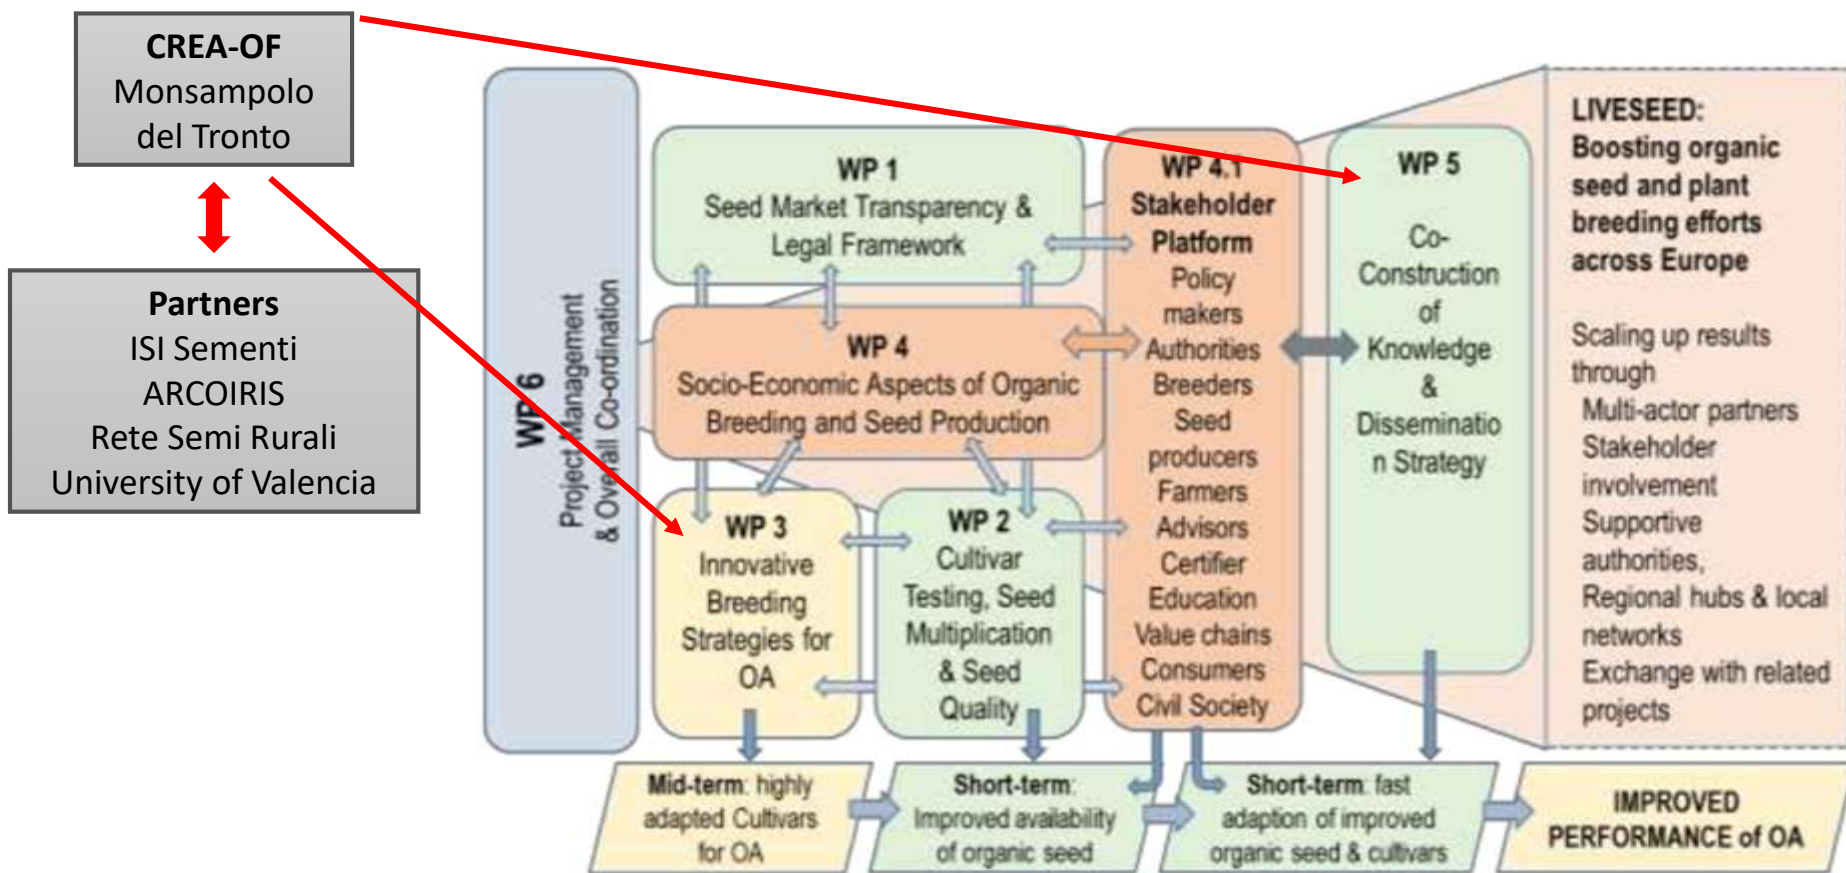 CREA-OF
Monsampolo
del Tronto
Partners
ISI Sementi
ARCOIRIS
Rete Semi Rurali
University of Valencia
WP 6
Project Management
& Overall Co-ordination
WP 1
Seed Market Transparency &
Legal Framework
WP 4
Socio-Economic Aspects of Organic
Breeding and Seed Production
WP 3
Innovative
Breeding
Strategies for
OA
WP 2
Cultivar
Testing, Seed
Multiplication
& Seed
Quality
WP 4.1
Stakeholder
Platform
Policy
makers
Authorities
Breeders
Seed
producers
Farmers
Advisors
Certifier
Education
Value chains
Consumers
Civil Society
WP 5
Co-
Construction
of
Knowledge
&
Disseminatio
n Strategy
LIVESEED:
Boosting organic
seed and plant
breeding efforts
across Europe
Scaling up results
through
Multi-actor partners
Stakeholder
involvement
Supportive
authorities,
Regional hubs & local
networks
Exchange with related
projects
Mid-term: highly
adapted Cultivars
for OA
Short-term:
Improved availability
of organic seed
Short-term: fast
adaption of improved
organic seed & cultivars
IMPROVED
PERFORMANCE of OA